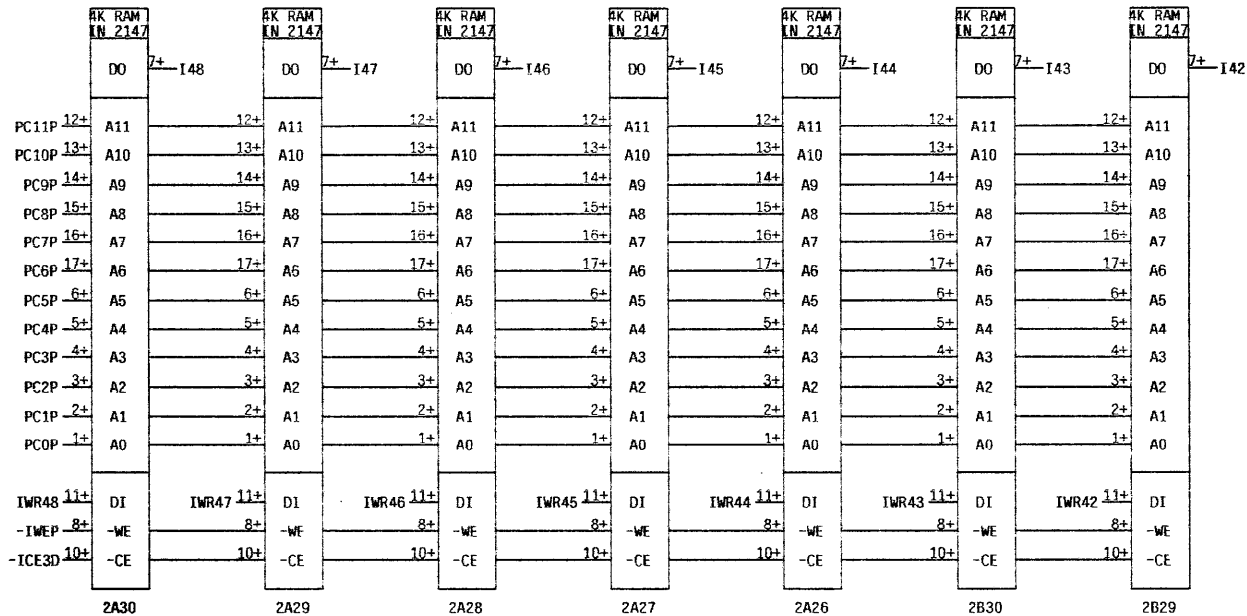 4K RAM 4K RAM 4K RAM 4K RAM 4K RAM 4K RAM 4K RAM
IN 2147 IN 2147 IN 2147 IN 2147 IN 2147 IN 2147 IN 2147
DO 7+ I48 DO 7+ I47 DO 7+ I46 DO 7+ I45 DO 7+ I44 DO 7+ I43 DO 7+ I42
PC11P 12+ A11 12+ A11 12+ A11 12+ A11 12+ A11 12+ A11 12+ A11
PC10P 13+ A10 13+ A10 13+ A10 13+ A10 13+ A10 13+ A10 13+ A10
PC9P 14+ A9 14+ A9 14+ A9 14+ A9 14+ A9 14+ A9 14+ A9
PC8P 15+ A8 15+ A8 15+ A8 15+ A8 15+ A8 15+ A8 15+ A8
PC7P 16+ A7 16+ A7 16+ A7 16+ A7 16+ A7 16+ A7 16+ A7
PC6P 17+ A6 17+ A6 17+ A6 17+ A6 17+ A6 17+ A6 17+ A6
PC5P 6+ A5 6+ A5 6+ A5 6+ A5 6+ A5 6+ A5 6+ A5
PC4P 5+ A4 5+ A4 5+ A4 5+ A4 5+ A4 5+ A4 5+ A4
PC3P 4+ A3 4+ A3 4+ A3 4+ A3 4+ A3 4+ A3 4+ A3
PC2P 3+ A2 3+ A2 3+ A2 3+ A2 3+ A2 3+ A2 3+ A2
PC1P 2+ A1 2+ A1 2+ A1 2+ A1 2+ A1 2+ A1 2+ A1
PC0P 1+ A0 1+ A0 1+ A0 1+ A0 1+ A0 1+ A0 1+ A0
IWR48 11+ DI IWR47 11+ DI IWR46 11+ DI IWR45 11+ DI IWR44 11+ DI IWR43 11+ DI IWR42 11+ DI
-IWEP 8+ -WE 8+ -WE 8+ -WE 8+ -WE 8+ -WE 8+ -WE 8+ -WE
-ICE3D 10+ -CE 10+ -CE 10+ -CE 10+ -CE 10+ -CE 10+ -CE 10+ -CE
2A30 2A29 2A28 2A27 2A26 2B30 2B29